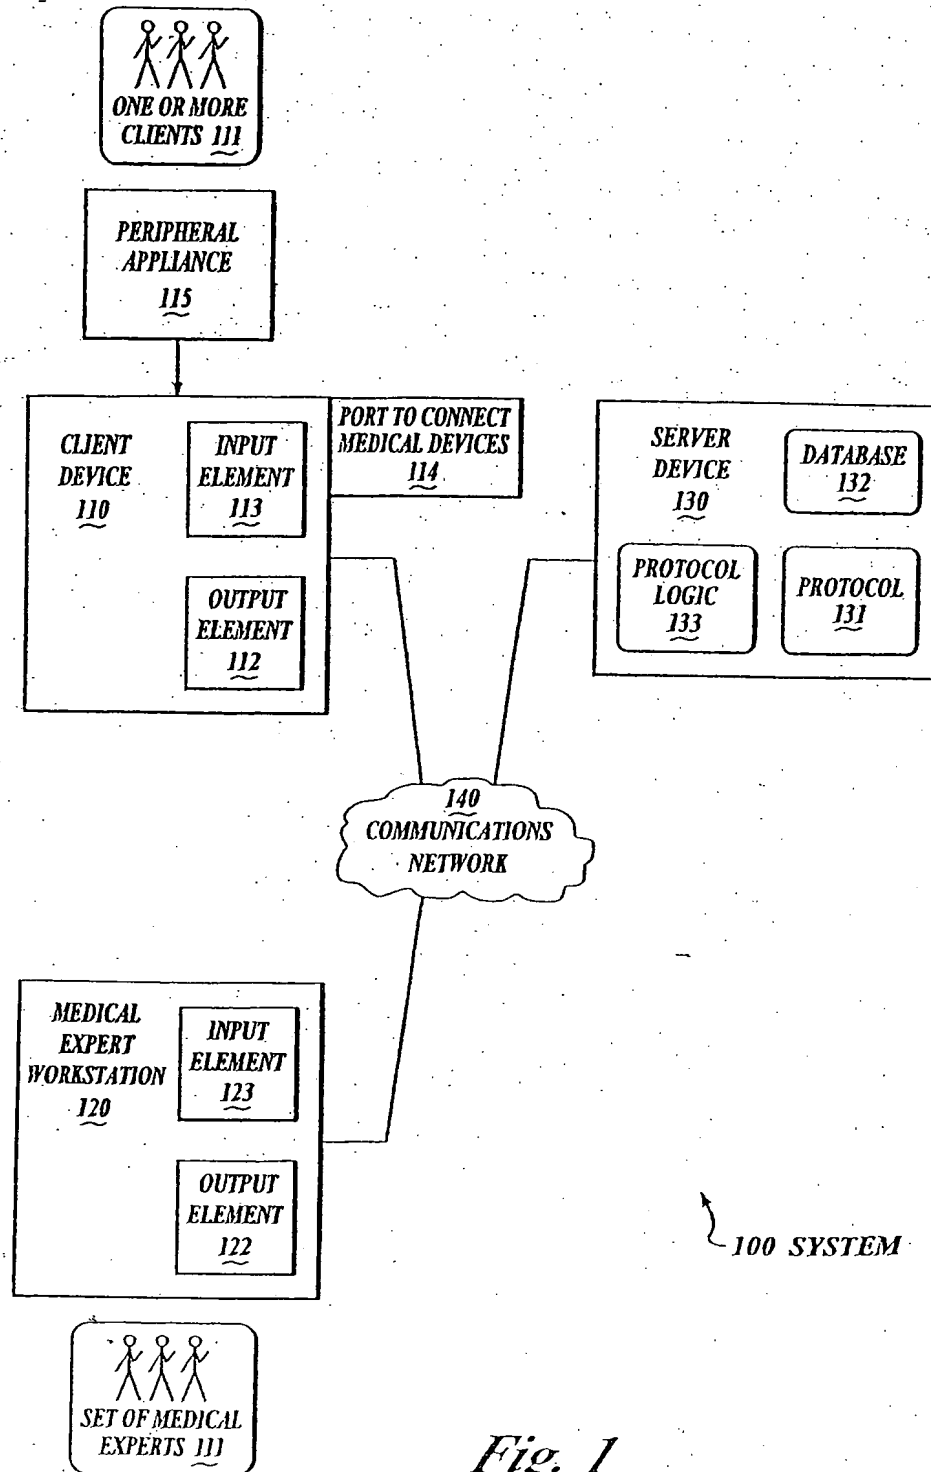 ONE OR MORE
CLIENTS 111
PERIPHERAL
APPLIANCE
115
CLIENT
DEVICE
110
INPUT
ELEMENT
113
OUTPUT
ELEMENT
112
PORT TO CONNECT
MEDICAL DEVICES
114
SERVER
DEVICE
130
DATABASE
132
PROTOCOL
LOGIC
133
PROTOCOL
131
140
COMMUNICATIONS
NETWORK
MEDICAL
EXPERT
WORKSTATION
120
INPUT
ELEMENT
123
OUTPUT
ELEMENT
122
100 SYSTEM
SET OF MEDICAL
EXPERTS 111
Fig. 1